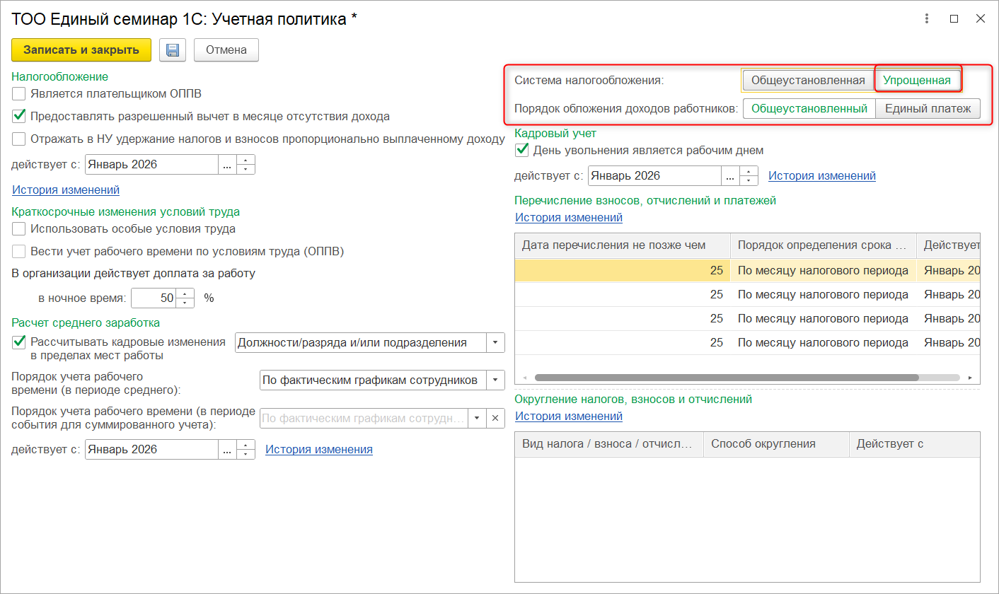 ТОО Единый семинар 1С: Учетная политика *
Записать и закрыть
Отмена
Налогообложение
Является плательщиком ОППВ
Предоставлять разрешенный вычет в месяце отсутствия дохода
Отражать в НУ удержание налогов и взносов пропорционально выплаченному доходу
действует с: Январь 2026 ...
История изменений
Краткосрочные изменения условий труда
Использовать особые условия труда
Вести учет рабочего времени по условиям труда (ОППВ)
В организации действует доплата за работу
в ночное время: 50 %
Расчет среднего заработка
Рассчитывать кадровые изменения
в пределах мест работы
Должности/разряда и/или подразделения
Порядок учета рабочего
времени (в периоде среднего):
По фактическим графикам сотрудников
Порядок учета рабочего времени (в периоде
события для суммированного учета):
По фактическим графикам сотрудн...
действует с: Январь 2026 ... История изменения
Система налогообложения: Общеустановленная Упрощенная
Порядок обложения доходов работников: Общеустановленный Единый платеж
Кадровый учет
День увольнения является рабочим днем
действует с: Январь 2026 ... История изменений
Перечисление взносов, отчислений и платежей
История изменений
Дата перечисления не позже чем Порядок определения срока ... Действует
25 По месяцу налогового периода Январь 20
25 По месяцу налогового периода Январь 20
25 По месяцу налогового периода Январь 20
25 По месяцу налогового периода Январь 20
Округление налогов, взносов и отчислений
История изменений
Вид налога / взноса / отчисл... Способ округления Действует с